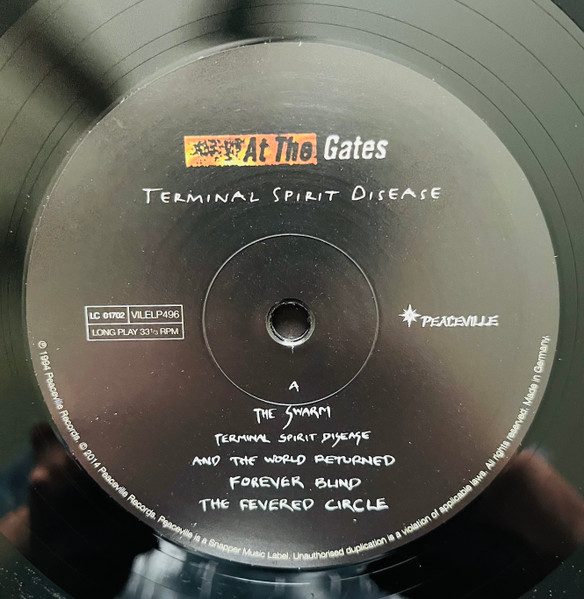 At The Gates
TERMINAL SPIRIT DISEASE
LC 01702 VILELP496
LONG PLAY 33⅓ RPM
PEACEVILLE
A
THE SWARM
TERMINAL SPIRIT DISEASE
AND THE WORLD RETURNED
FOREVER BLIND
THE FEVERED CIRCLE
℗ 1994 Peaceville Records. © 2014 Peaceville Records. Peaceville is a Snapper Music Label. Unauthorised duplication is a violation of applicable laws. All rights reserved. Made in Germany.